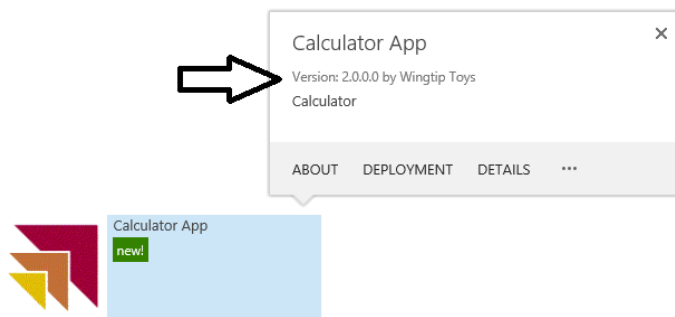 Calculator App
Version: 2.0.0.0 by Wingtip Toys
Calculator
ABOUT DEPLOYMENT DETAILS ...
Calculator App
new!